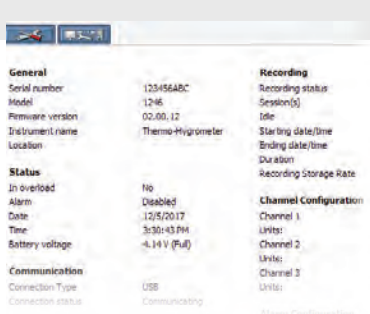 General
Serial number 123456ABC
Model 1246
Firmware version 02.00.12
Instrument name Thermo-Hygrometer
Location
Status
In overload No
Alarm Disabled
Date 12/5/2017
Time 3:30:43 PM
Battery voltage 4.14 V (Full)
Communication
Connection Type USB
Connection status Communicating
Recording
Recording status
Session(s)
Idle
Starting date/time
Ending date/time
Duration
Recording Storage Rate
Channel Configuration
Channel 1
Units:
Channel 2
Units:
Channel 3
Units:
Alarm Configuration